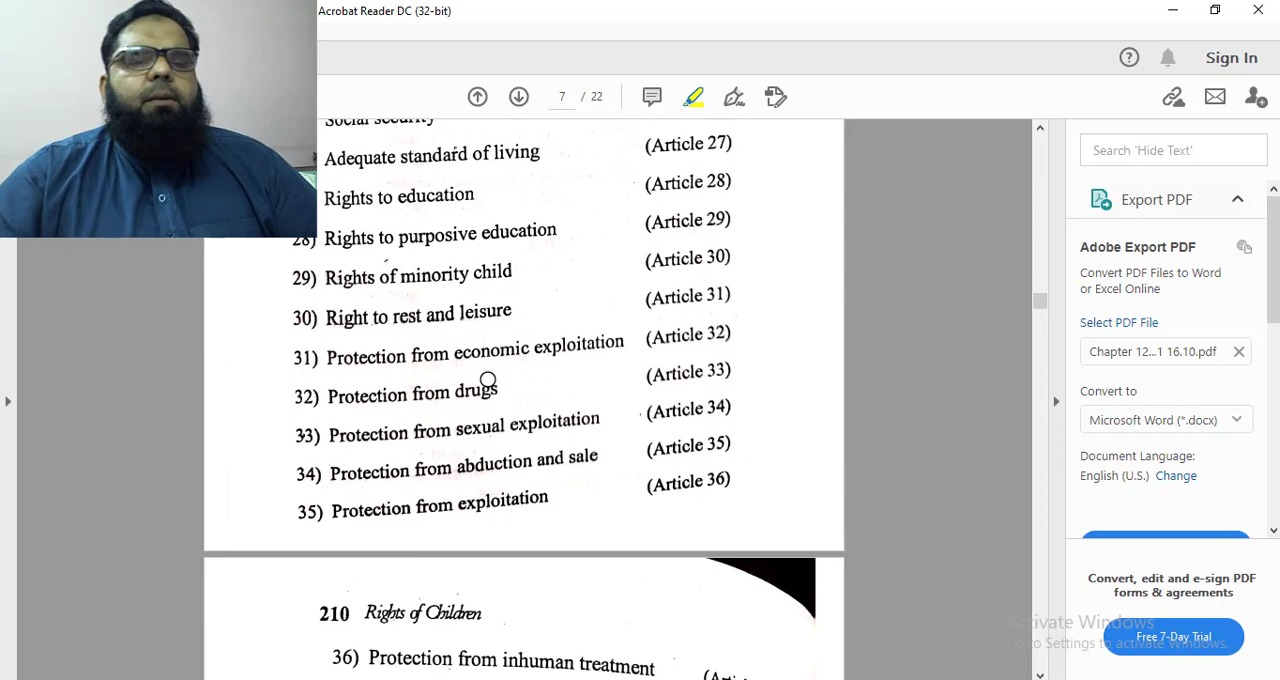 Acrobat Reader DC (32-bit)
Sign In
7 / 22
Social security
Adequate standard of living (Article 27)
Rights to education (Article 28)
28) Rights to purposive education (Article 29)
29) Rights of minority child (Article 30)
30) Right to rest and leisure (Article 31)
31) Protection from economic exploitation (Article 32)
32) Protection from drugs (Article 33)
33) Protection from sexual exploitation (Article 34)
34) Protection from abduction and sale (Article 35)
35) Protection from exploitation (Article 36)
210 Rights of Children
36) Protection from inhuman treatment
Search 'Hide Text'
Export PDF
Adobe Export PDF
Convert PDF Files to Word
or Excel Online
Select PDF File
Chapter 12...1 16.10.pdf
Convert to
Microsoft Word (*.docx)
Document Language:
English (U.S.) Change
Convert, edit and e-sign PDF
forms & agreements
Free 7-Day Trial
Activate Windows
Go to Settings to activate Windows.